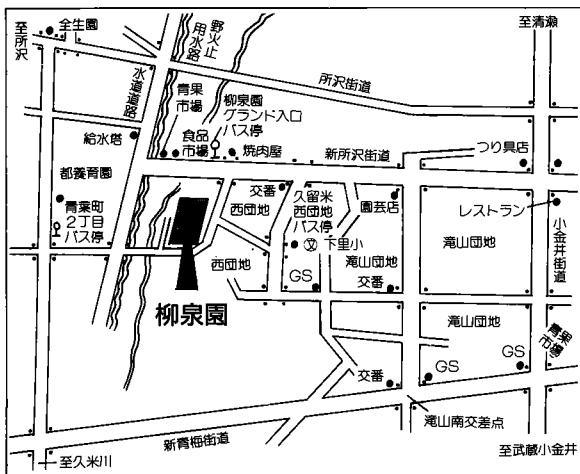 至所沢
全生園
野火止用水路
至清瀬
水道道路
青果市場
柳泉園
グランド入口
バス停
所沢街道
給水塔
食品市場
焼肉屋
新所沢街道
つり具店
都養育園
交番
西団地
久留米
西団地
バス停
園芸店
レストラン
青葉町
2丁目
バス停
文
下里小
滝山団地
滝山団地
小金井街道
西団地
GS
交番
柳泉園
滝山団地
青果市場
交番
GS
GS
新青梅街道
滝山南交差点
至久米川
至武蔵小金井